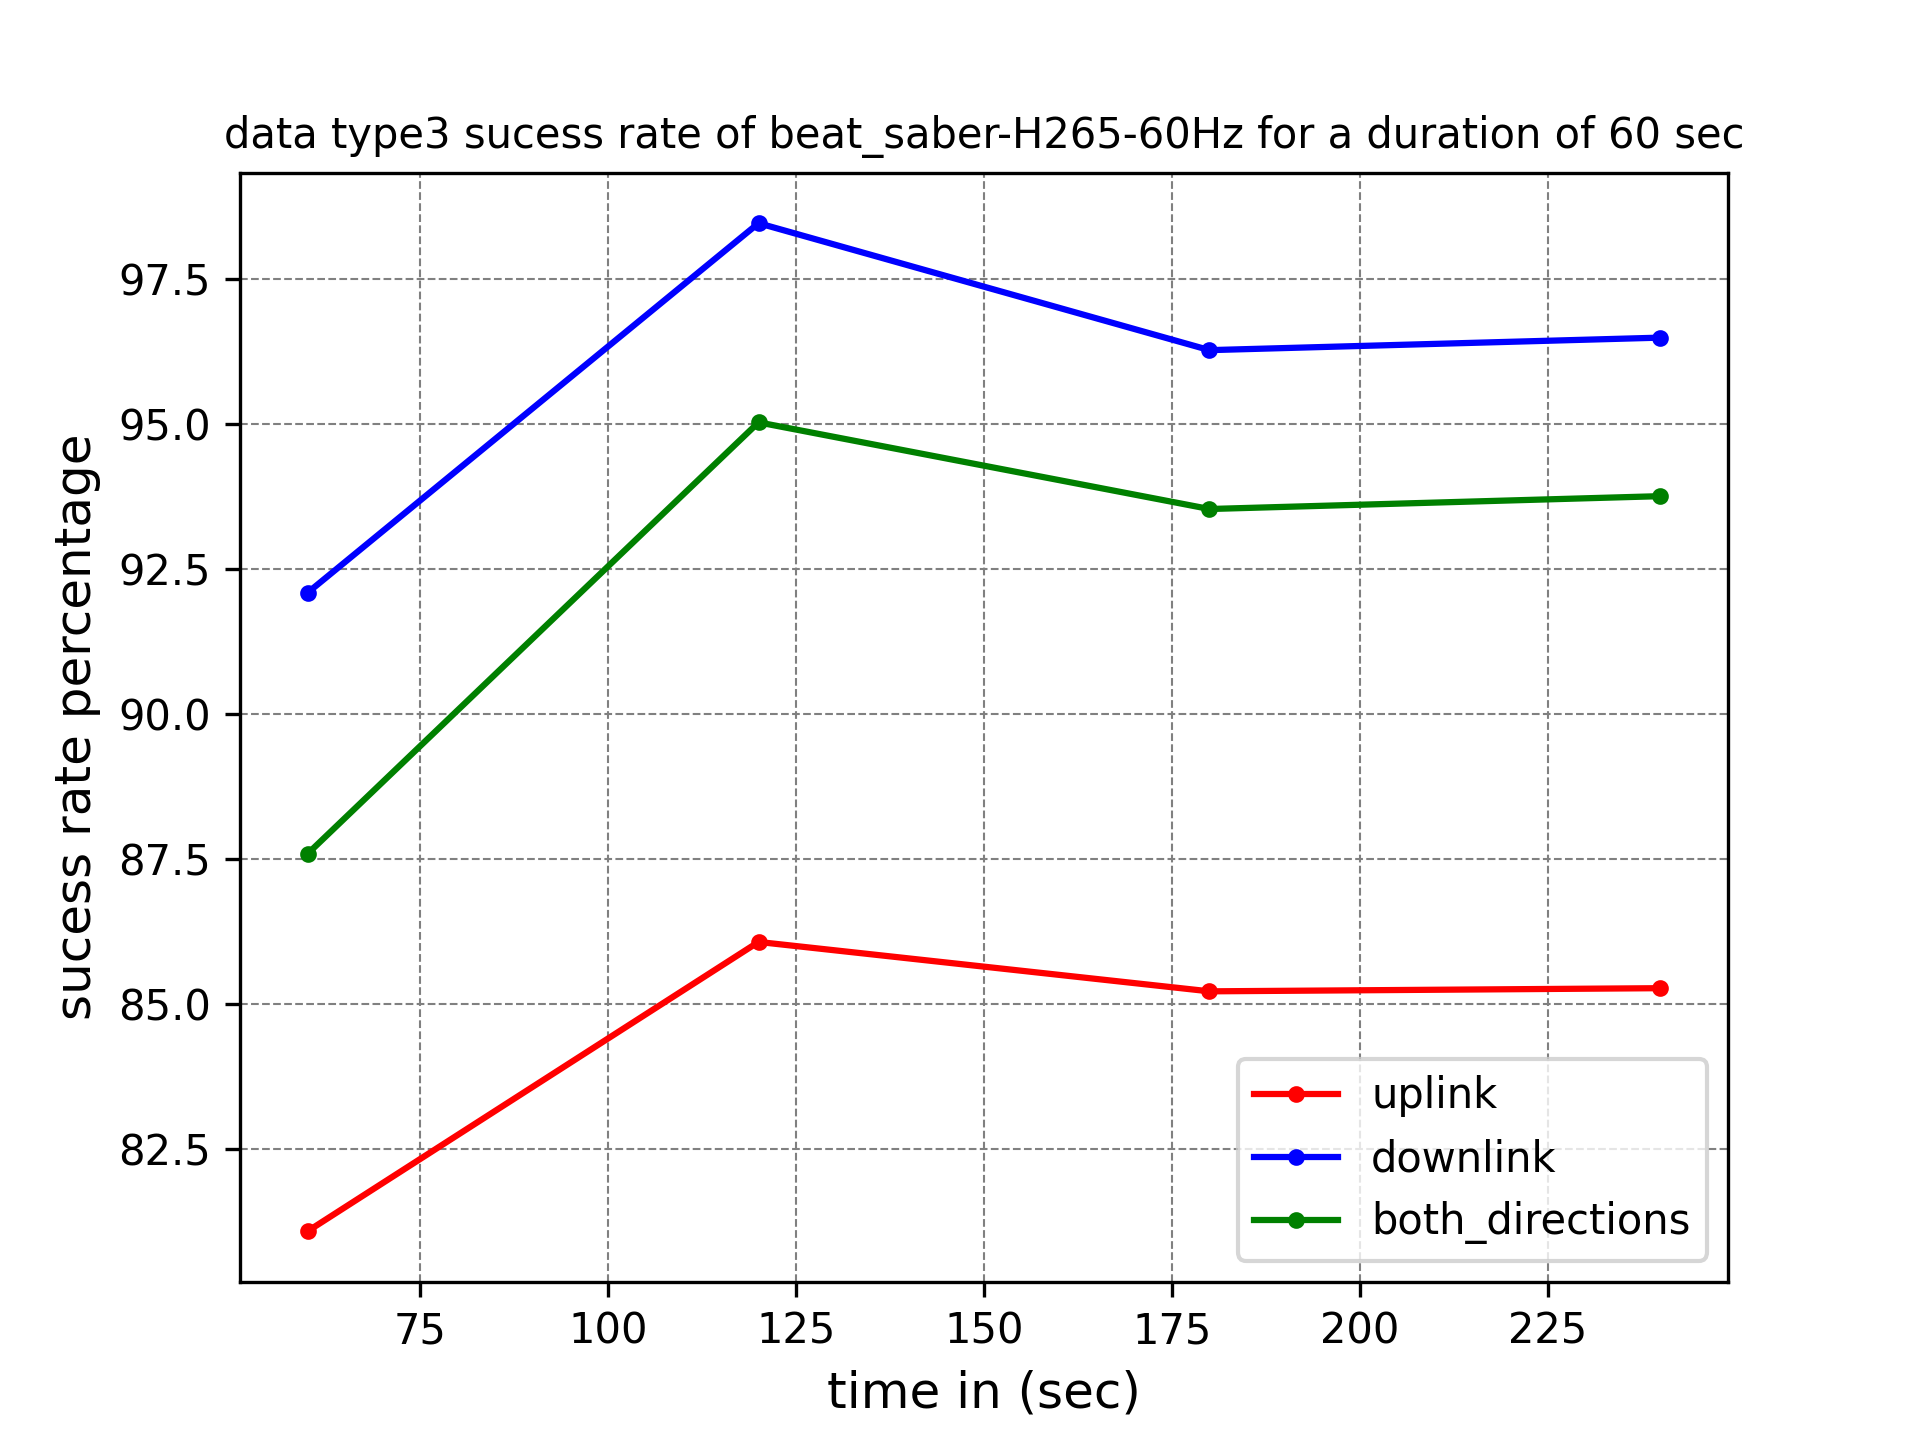 data type3 sucess rate of beat_saber-H265-60Hz for a duration of 60 sec
sucess rate percentage
97.5
95.0
92.5
90.0
87.5
85.0
82.5
uplink
downlink
both_directions
75 100 125 150 175 200 225
time in (sec)